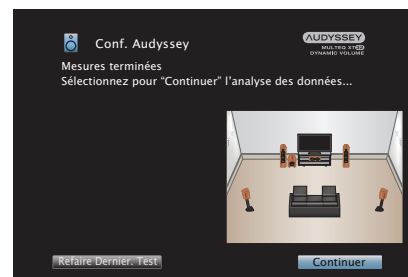 Conf. Audyssey
AUDYSSEY
MULTEQ XT32
DYNAMIC VOLUME
Mesures terminées
Sélectionnez pour “Continuer” l’analyse des données...
Refaire Dernier. Test
Continuer